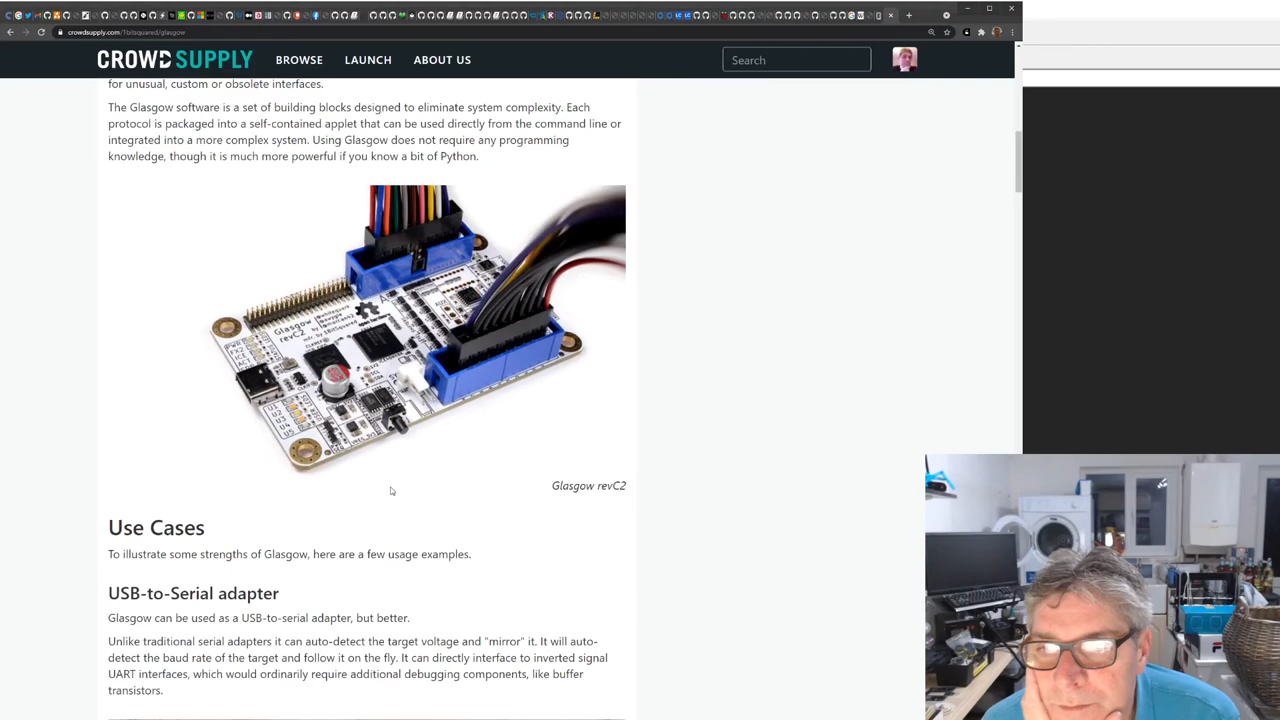 crowdsupply.com/1bitsquared/glasgow
CROWD SUPPLY BROWSE LAUNCH ABOUT US Search
for unusual, custom or obsolete interfaces.
The Glasgow software is a set of building blocks designed to eliminate system complexity. Each
protocol is packaged into a self-contained applet that can be used directly from the command line or
integrated into a more complex system. Using Glasgow does not require any programming
knowledge, though it is much more powerful if you know a bit of Python.
Glasgow
revC2
Glasgow revC2
Use Cases
To illustrate some strengths of Glasgow, here are a few usage examples.
USB-to-Serial adapter
Glasgow can be used as a USB-to-serial adapter, but better.
Unlike traditional serial adapters it can auto-detect the target voltage and "mirror" it. It will auto-
detect the baud rate of the target and follow it on the fly. It can directly interface to inverted signal
UART interfaces, which would ordinarily require additional debugging components, like buffer
transistors.